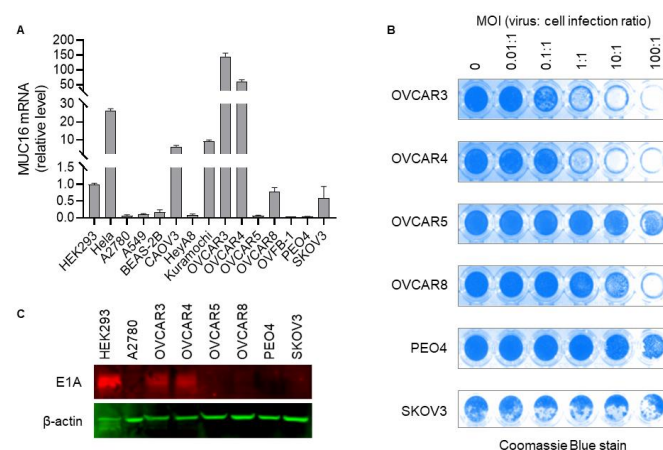 A
MUC16 mRNA
(relative level)
200
150
100
50
30
20
10
1.0
0.5
0.0
HEK293
Hela
A2780
A549
BEAS-2B
CAOV3
HeyA8
Kuramochi
OVCAR3
OVCAR4
OVCAR5
OVCAR8
OVFB-1
PEO4
SKOV3
B
MOI (virus: cell infection ratio)
0
0.01:1
0.1:1
1:1
10:1
100:1
OVCAR3
OVCAR4
OVCAR5
OVCAR8
PEO4
SKOV3
Coomassie Blue stain
C
HEK293
A2780
OVCAR3
OVCAR4
OVCAR5
OVCAR8
PEO4
SKOV3
E1A
β-actin